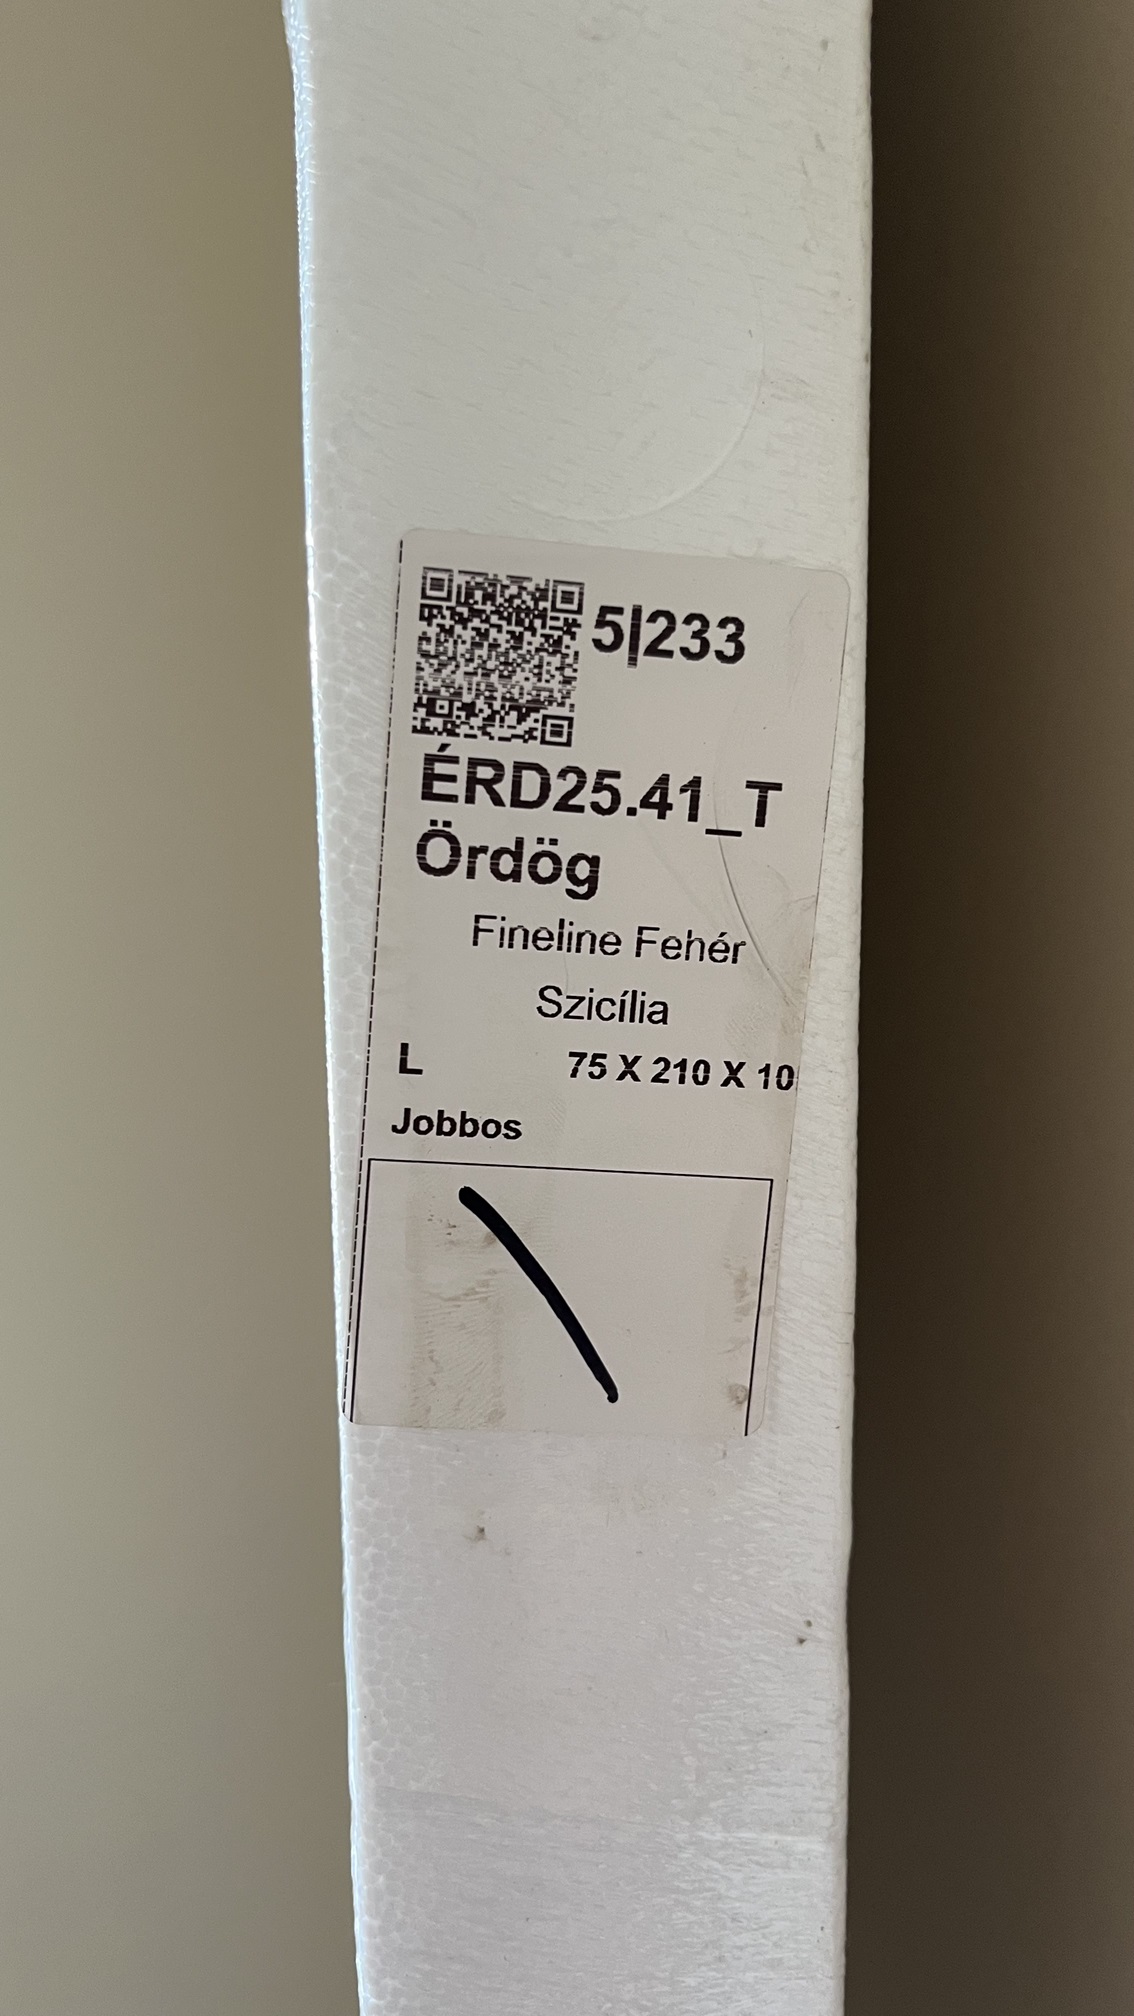 5|233
ÉRD25.41_T
Ördög
Fineline Fehér
Szicília
L 75 X 210 X 10
Jobbos